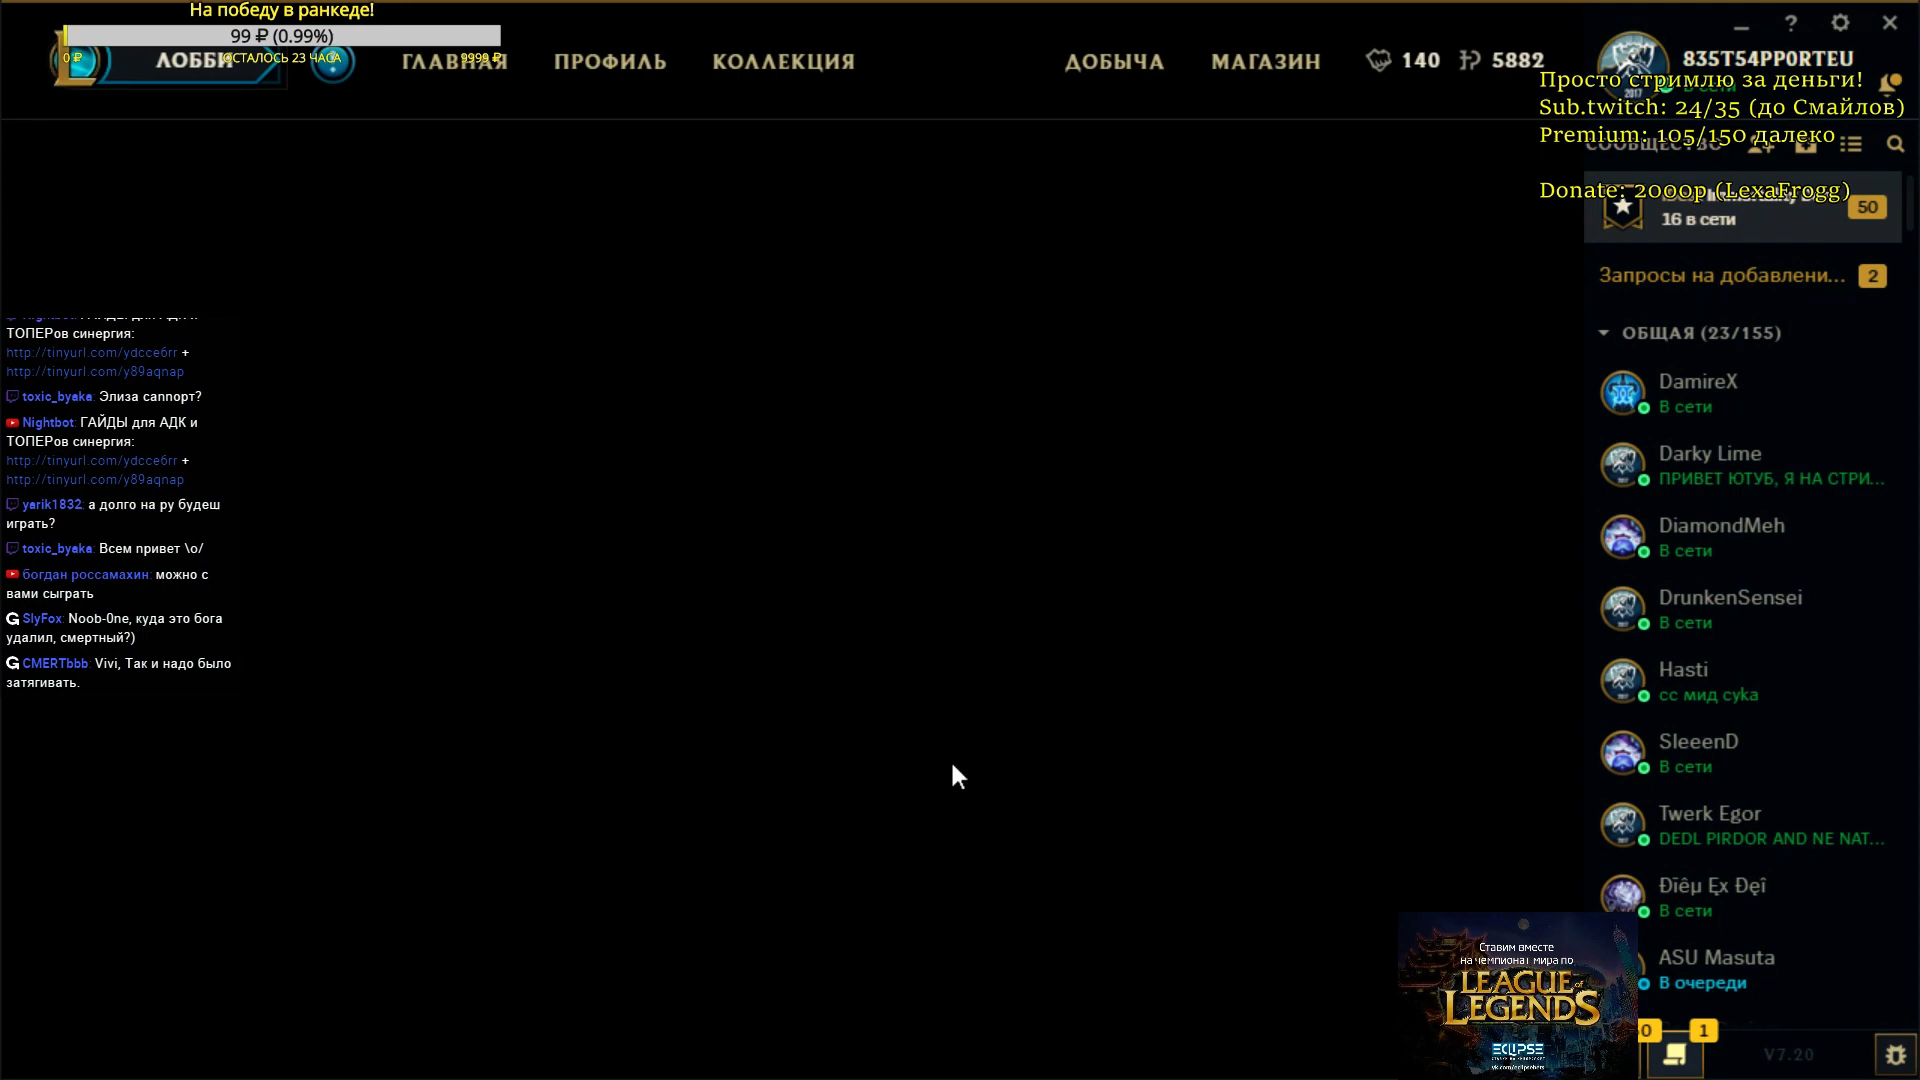 На победу в ранкеде!
99 ₽ (0.99%)
0 ₽
ОСТАЛОСЬ 23 ЧАСА
9999 ₽
ЛОББИ
ГЛАВНАЯ
ПРОФИЛЬ
КОЛЛЕКЦИЯ
ДОБЫЧА
МАГАЗИН
140
5882
835T54PP0RTEU
2017
Просто стримлю за деньги!
Sub.twitch: 24/35 (до Смайлов)
Premium: 105/150 далеко
СООБЩЕСТВО
Donate: 2000р (LexaFrogg)
16 в сети
50
Запросы на добавлени...
2
ОБЩАЯ (23/155)
DamireX
В сети
Darky Lime
ПРИВЕТ ЮТУБ, Я НА СТРИ...
DiamondMeh
В сети
DrunkenSensei
В сети
Hasti
сс мид суka
SleeenD
В сети
Twerk Egor
DEDL PIRDOR AND NE NAT...
Đīêμ Ęx Đęî
В сети
ASU Masuta
В очереди
1
V7.20
ТОПЕРов синергия:
http://tinyurl.com/ydcce6rr +
http://tinyurl.com/y89aqnap
toxic_byaka: Элиза саппорт?
Nightbot: ГАЙДЫ для АДК и
ТОПЕРов синергия:
http://tinyurl.com/ydcce6rr +
http://tinyurl.com/y89aqnap
yarik1832: а долго на ру будеш
играть?
toxic_byaka: Всем привет \o/
богдан россамахин: можно с
вами сыграть
SlyFox: Noob-0ne, куда это бога
удалил, смертный?)
CMERTbbb: Vivi, Так и надо было
затягивать.
Ставим вместе
на чемпионат мира по
LEAGUE of
LEGENDS
ECLIPSE